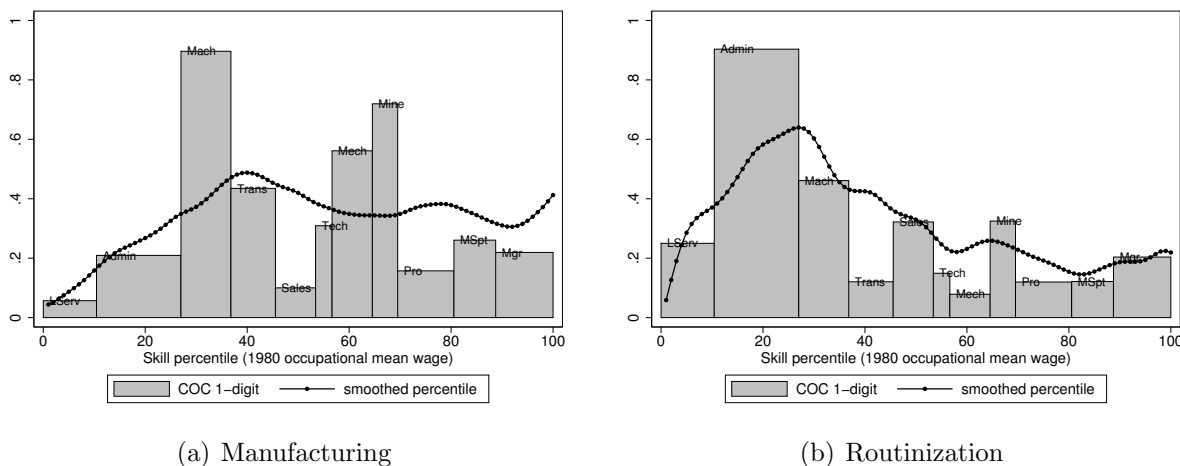 1
.8
.6
.4
.2
0
LServ
Admin
Mach
Trans
Sales
Tech
Mech
Mine
Pro
MSpt
Mgr
0 20 40 60 80 100
Skill percentile (1980 occupational mean wage)
COC 1−digit smoothed percentile
(a) Manufacturing
1
.8
.6
.4
.2
0
LServ
Admin
Mach
Trans
Sales
Tech
Mech
Mine
Pro
MSpt
Mgr
0 20 40 60 80 100
Skill percentile (1980 occupational mean wage)
COC 1−digit smoothed percentile
(b) Routinization